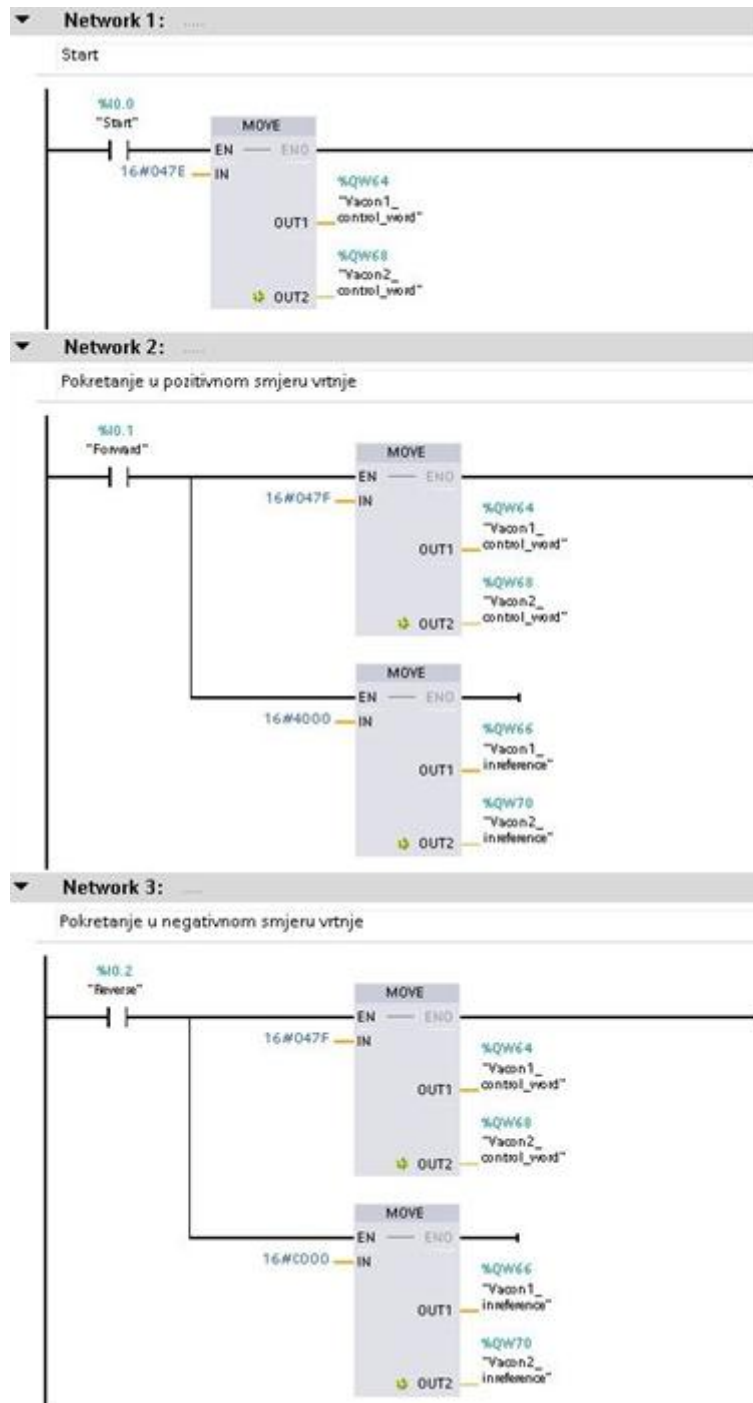 Network 1: .....
Start
%I0.0
"Start"
MOVE
EN ENO
16#047E IN
%QW64
"Vacon1_
OUT1 control_word"
%QW68
"Vacon2_
OUT2 control_word"
Network 2: .....
Pokretanje u pozitivnom smjeru vrtnje
%I0.1
"Forward"
MOVE
EN ENO
16#047F IN
%QW64
"Vacon1_
OUT1 control_word"
%QW68
"Vacon2_
OUT2 control_word"
MOVE
EN ENO
16#4000 IN
%QW66
"Vacon1_
OUT1 inreference"
%QW70
"Vacon2_
OUT2 inreference"
Network 3: .....
Pokretanje u negativnom smjeru vrtnje
%I0.2
"Reverse"
MOVE
EN ENO
16#047F IN
%QW64
"Vacon1_
OUT1 control_word"
%QW68
"Vacon2_
OUT2 control_word"
MOVE
EN ENO
16#C000 IN
%QW66
"Vacon1_
OUT1 inreference"
%QW70
"Vacon2_
OUT2 inreference"